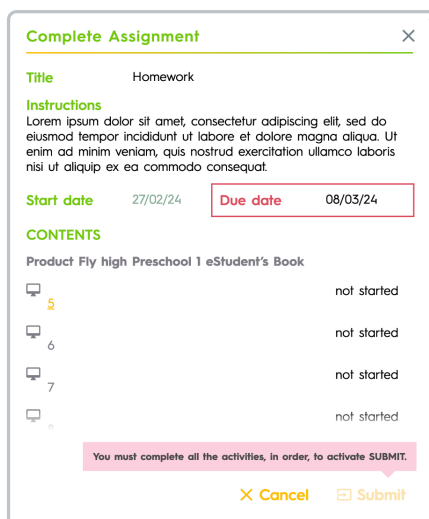 Complete Assignment
Title Homework
Instructions
Lorem ipsum dolor sit amet, consectetur adipiscing elit, sed do
eiusmod tempor incididunt ut labore et dolore magna aliqua. Ut
enim ad minim veniam, quis nostrud exercitation ullamco laboris
nisi ut aliquip ex ea commodo consequat.
Start date 27/02/24 Due date 08/03/24
CONTENTS
Product Fly high Preschool 1 eStudent's Book
not started
5
not started
6
not started
7
not started
You must complete all the activities, in order, to activate SUBMIT.
Cancel Submit